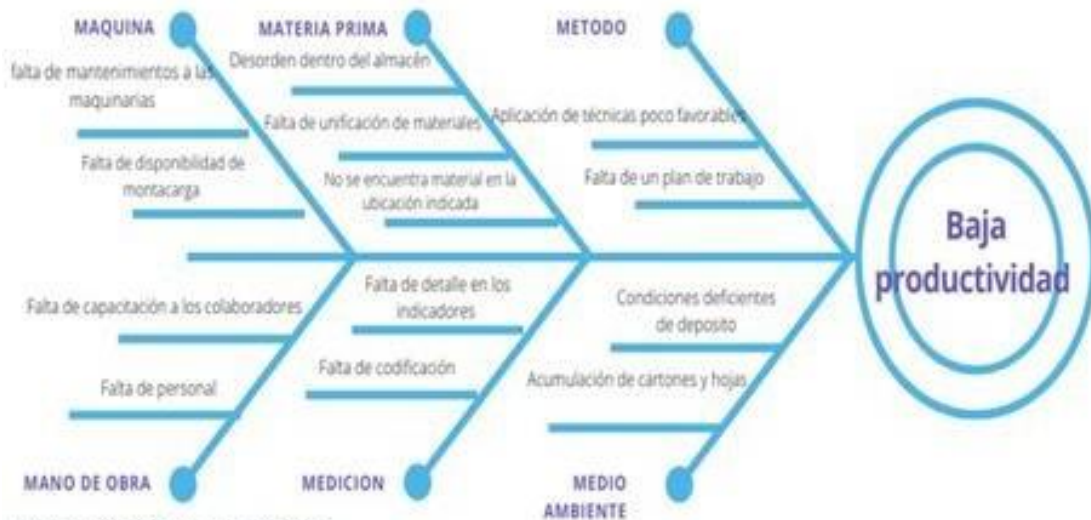 MAQUINA
falta de mantenimientos a las
maquinarias
Falta de disponibilidad de
montacarga
MATERIA PRIMA
Desorden dentro del almacén
Falta de unificación de materiales
No se encuentra material en la
ubicación indicada
METODO
Aplicación de técnicas poco favorables
Falta de un plan de trabajo
Baja
productividad
Falta de capacitación a los colaboradores
Falta de personal
MANO DE OBRA
Falta de detalle en los
indicadores
Falta de codificación
MEDICION
Condiciones deficientes
de deposito
Acumulación de cartones y hojas
MEDIO
AMBIENTE